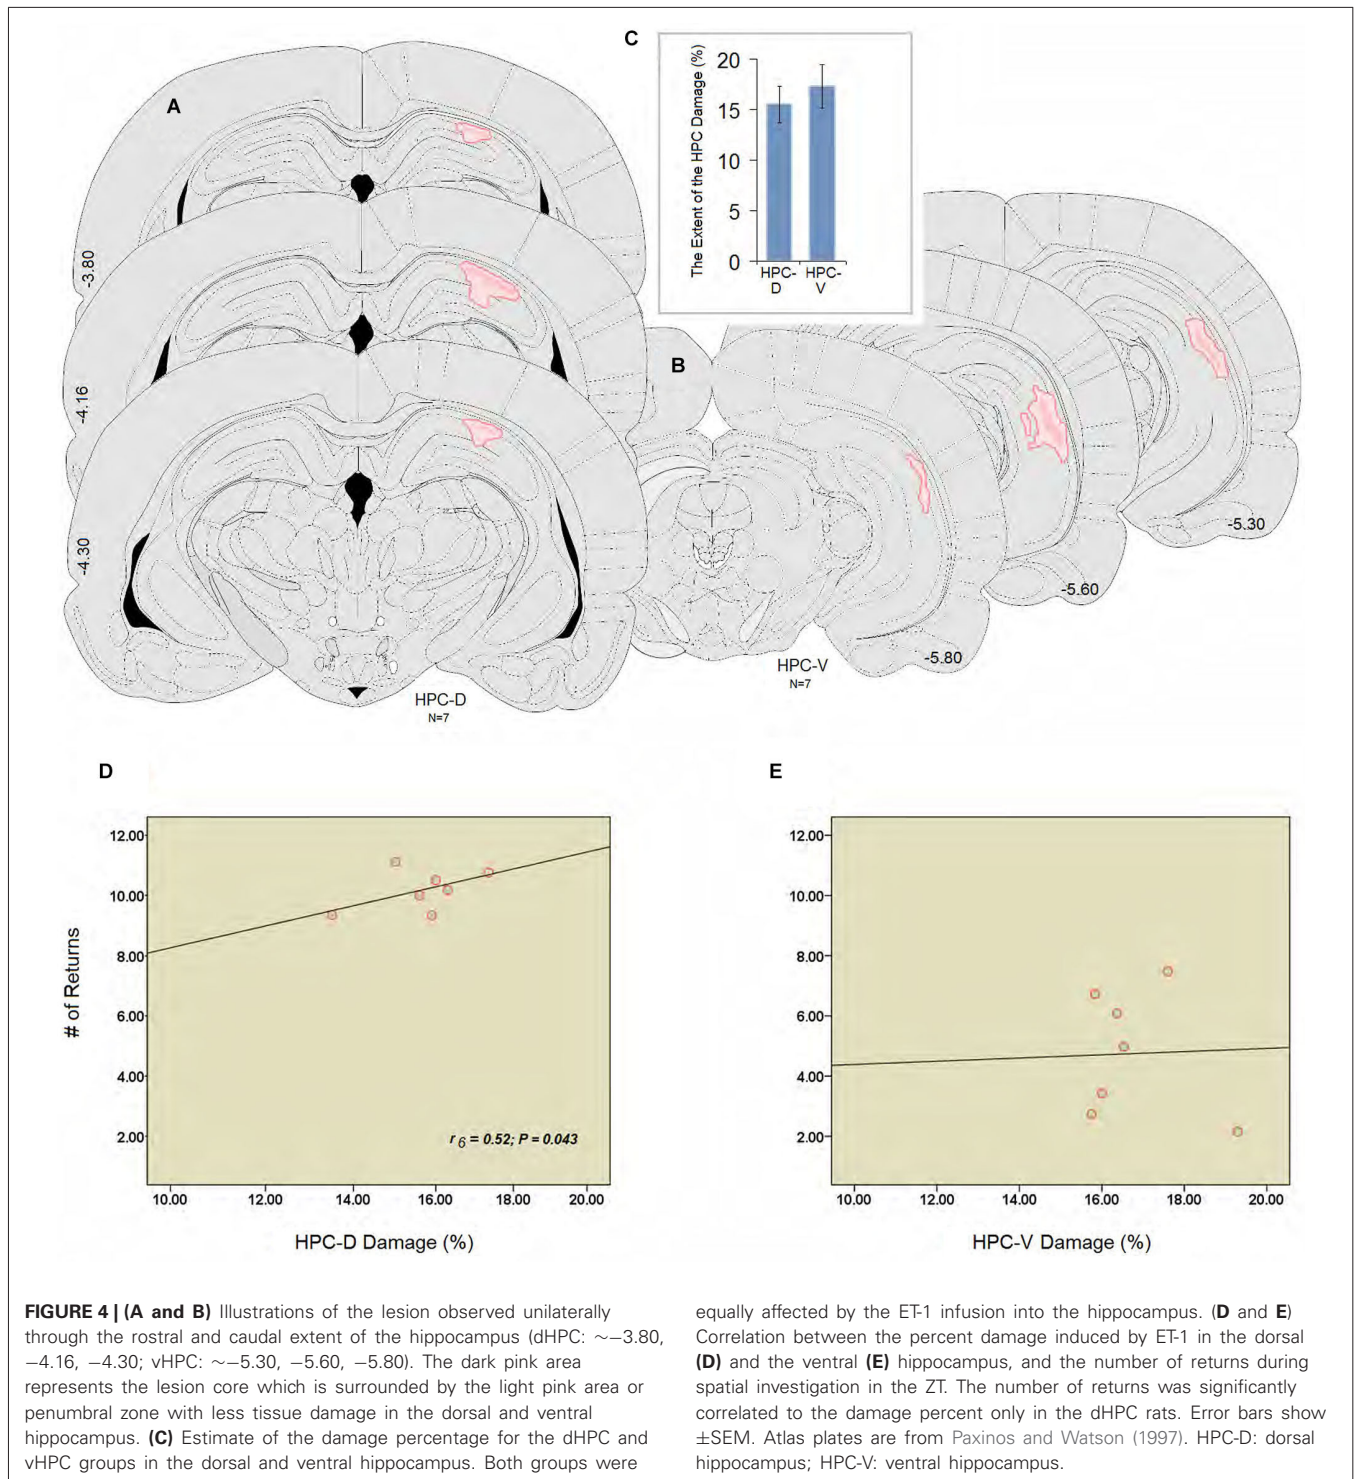 A
-3.80
-4.16
-4.30
HPC-D
N=7
C
The Extent of the HPC Damage (%)
20
15
10
5
0
HPC-
D
HPC-
V
B
HPC-V
N=7
-5.30
-5.60
-5.80
D
# of Returns
12.00
10.00
8.00
6.00
4.00
2.00
r 6 = 0.52; P = 0.043
10.00 12.00 14.00 16.00 18.00 20.00
HPC-D Damage (%)
E
12.00
10.00
8.00
6.00
4.00
2.00
10.00 12.00 14.00 16.00 18.00 20.00
HPC-V Damage (%)
FIGURE 4 | (A and B) Illustrations of the lesion observed unilaterally
through the rostral and caudal extent of the hippocampus (dHPC: ∼−3.80,
−4.16, −4.30; vHPC: ∼−5.30, −5.60, −5.80). The dark pink area
represents the lesion core which is surrounded by the light pink area or
penumbral zone with less tissue damage in the dorsal and ventral
hippocampus. (C) Estimate of the damage percentage for the dHPC and
vHPC groups in the dorsal and ventral hippocampus. Both groups were
equally affected by the ET-1 infusion into the hippocampus. (D and E)
Correlation between the percent damage induced by ET-1 in the dorsal
(D) and the ventral (E) hippocampus, and the number of returns during
spatial investigation in the ZT. The number of returns was significantly
correlated to the damage percent only in the dHPC rats. Error bars show
±SEM. Atlas plates are from Paxinos and Watson (1997). HPC-D: dorsal
hippocampus; HPC-V: ventral hippocampus.